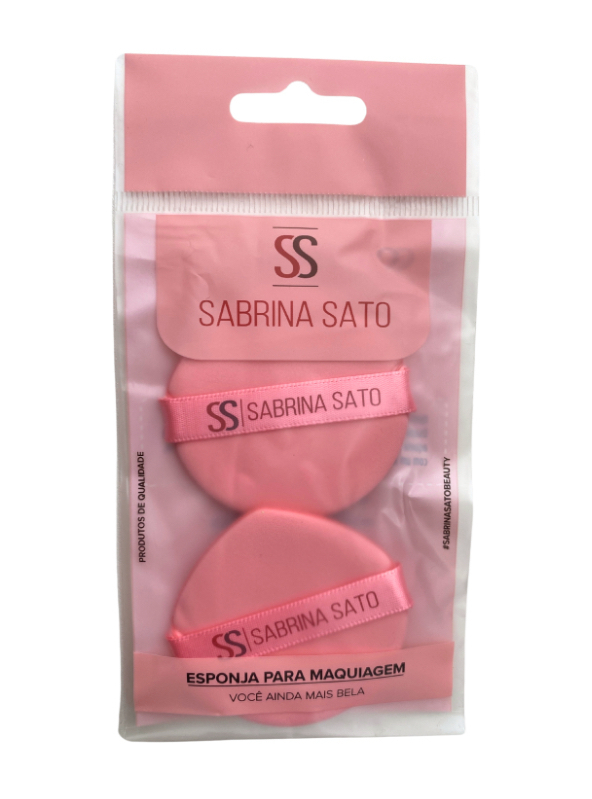 SS
SABRINA SATO
SS SABRINA SATO
PRODUTOS DE QUALIDADE
#SABRINASATOBEAUTY
SS SABRINA SATO
ESPONJA PARA MAQUIAGEM
VOCÊ AINDA MAIS BELA